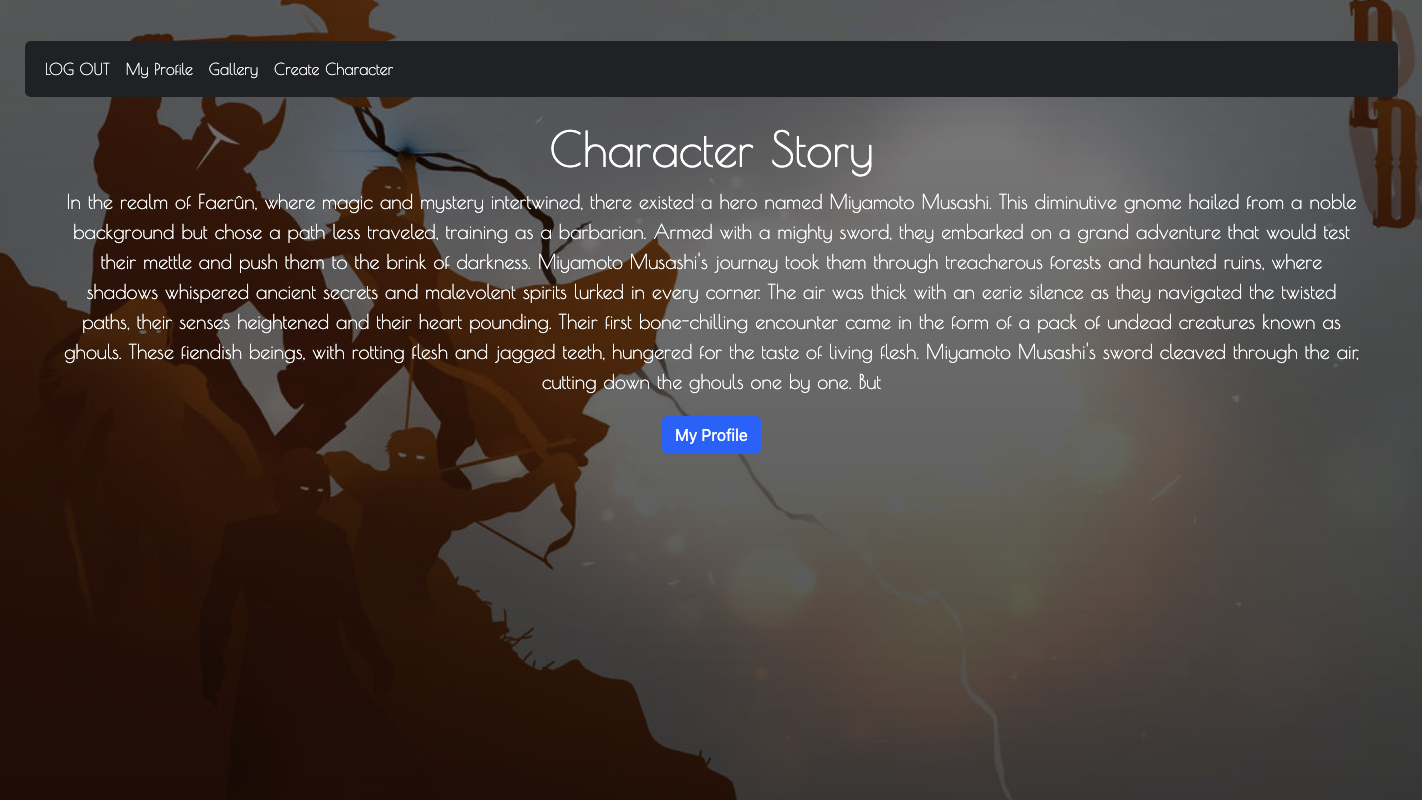 LOG OUT My Profile Gallery Create Character
Character Story
In the realm of Faerûn, where magic and mystery intertwined, there existed a hero named Miyamoto Musashi. This diminutive gnome hailed from a noble
background but chose a path less traveled, training as a barbarian. Armed with a mighty sword, they embarked on a grand adventure that would test
their mettle and push them to the brink of darkness. Miyamoto Musashi's journey took them through treacherous forests and haunted ruins, where
shadows whispered ancient secrets and malevolent spirits lurked in every corner. The air was thick with an eerie silence as they navigated the twisted
paths, their senses heightened and their heart pounding. Their first bone-chilling encounter came in the form of a pack of undead creatures known as
ghouls. These fiendish beings, with rotting flesh and jagged teeth, hungered for the taste of living flesh. Miyamoto Musashi's sword cleaved through the air,
cutting down the ghouls one by one. But
My Profile